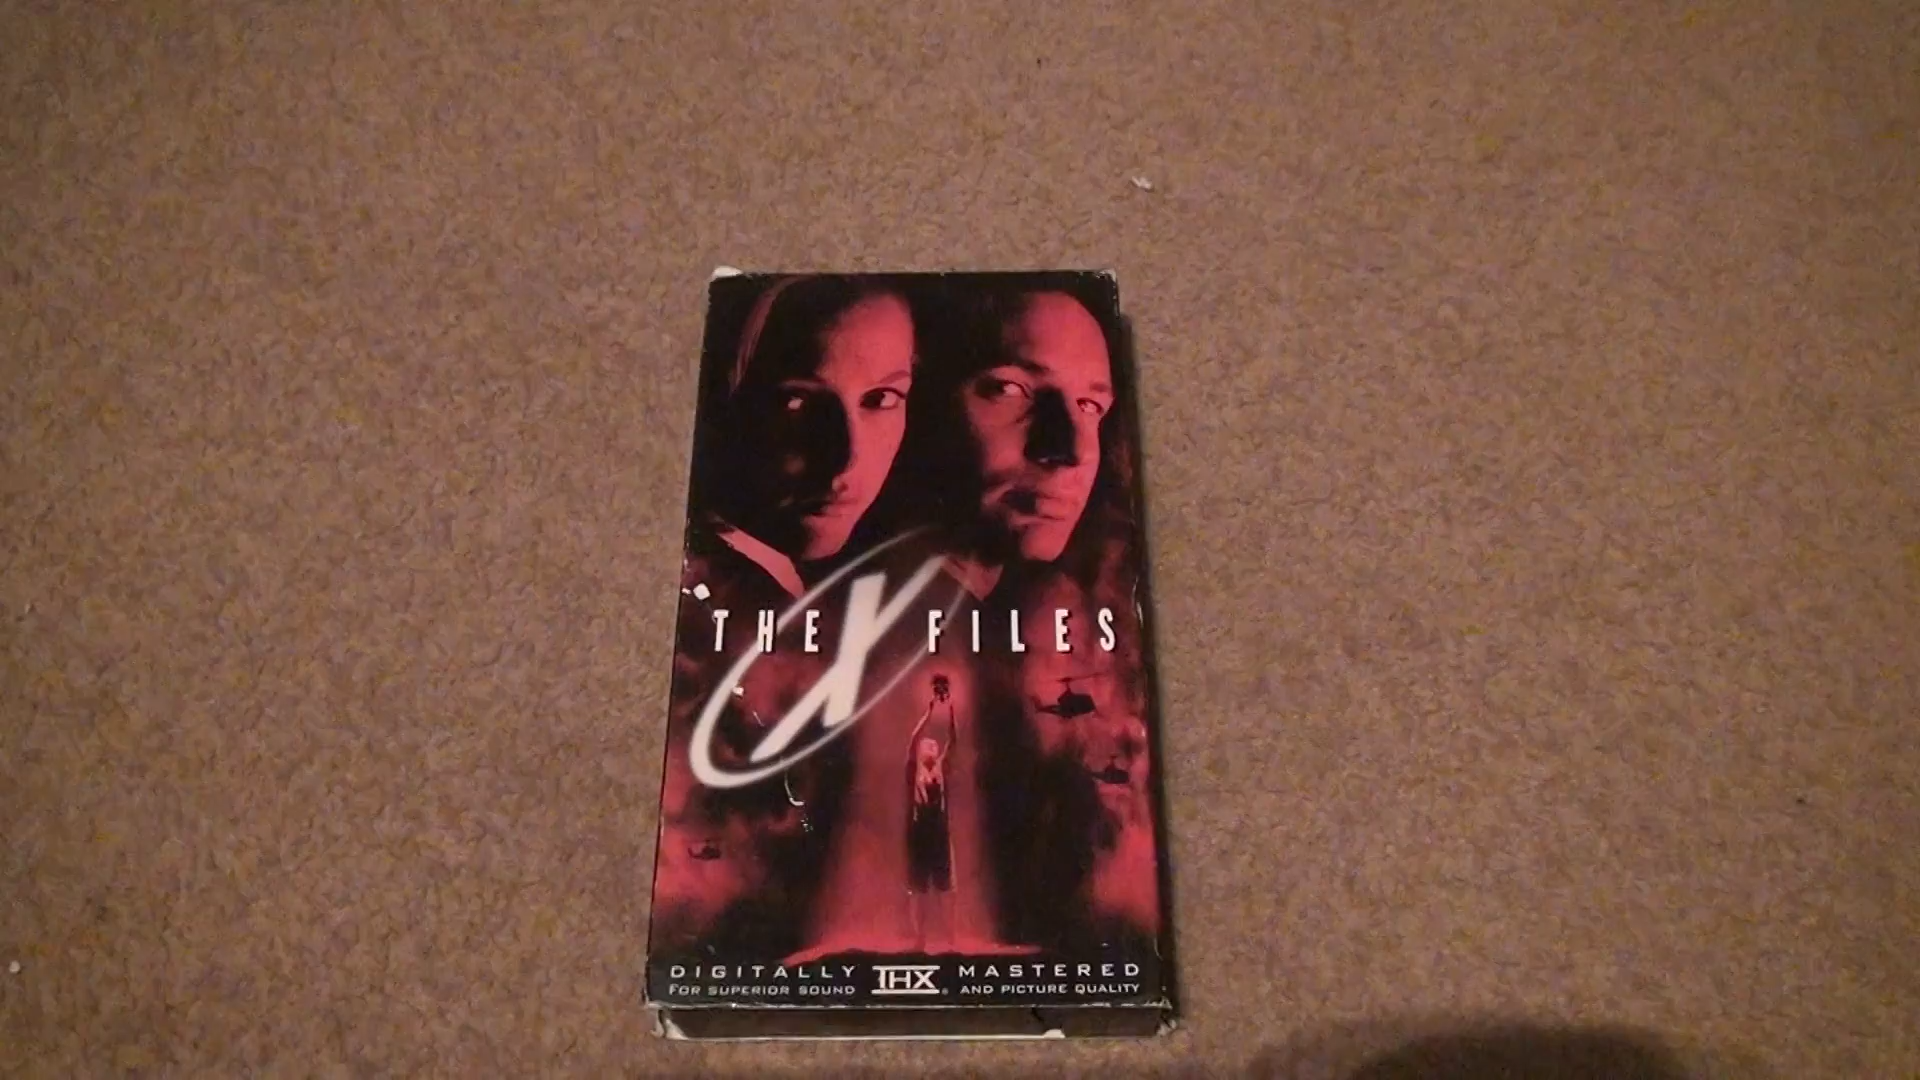 THE X FILES
DIGITALLY THX MASTERED
FOR SUPERIOR SOUND AND PICTURE QUALITY